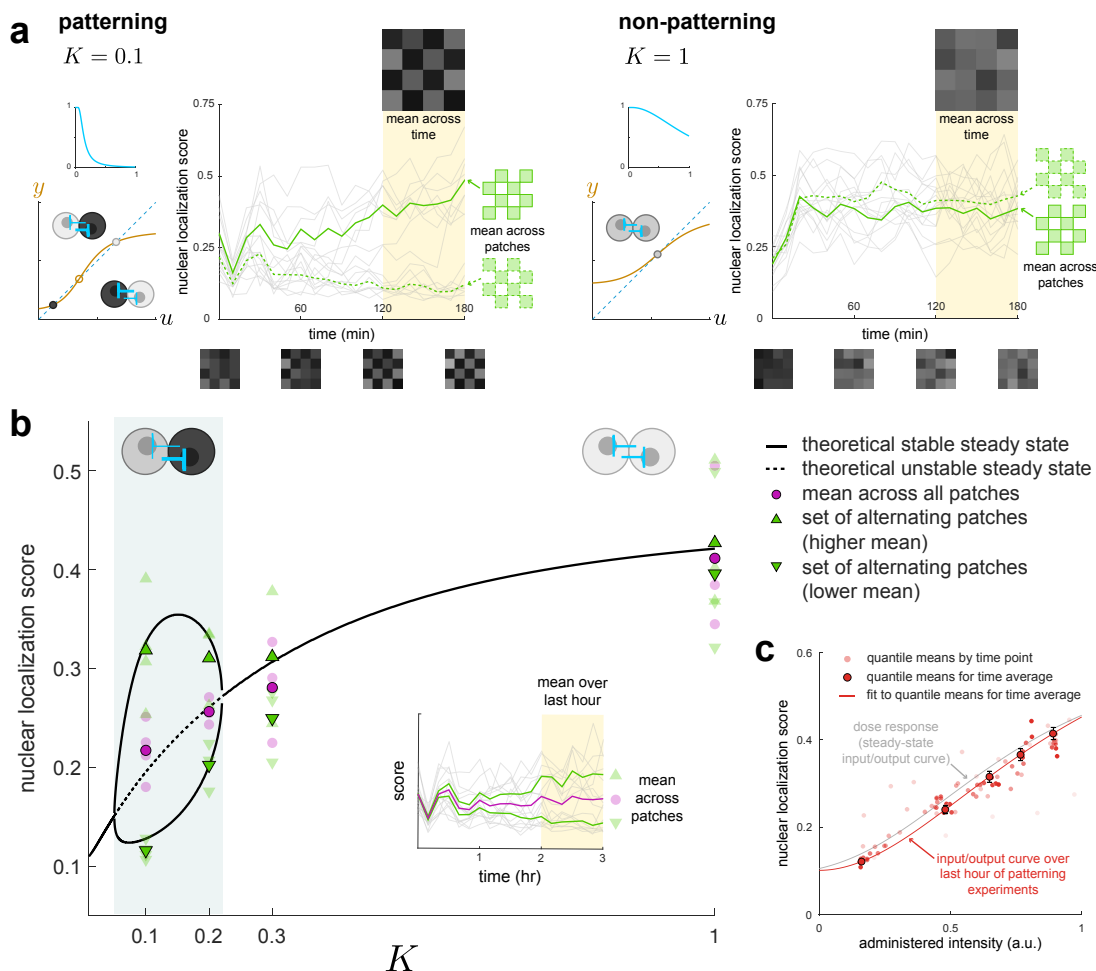 a
patterning
K = 0.1
1
0
0
1
y
u
nuclear localization score
0.75
0.5
0.25
0
60
120
180
time (min)
mean across
time
mean across
patches
non-patterning
K = 1
1
0
0
1
y
u
nuclear localization score
0.75
0.5
0.25
0
60
120
180
time (min)
mean across
time
mean across
patches
b
nuclear localization score
0.5
0.4
0.3
0.2
0.1
0.1
0.2
0.3
1
K
score
1
2
3
time (hr)
mean over
last hour
mean
across
patches
theoretical stable steady state
theoretical unstable steady state
mean across all patches
set of alternating patches
(higher mean)
set of alternating patches
(lower mean)
c
nuclear localization score
0.6
0.4
0.2
0
0
0.5
1
administered intensity (a.u.)
quantile means by time point
quantile means for time average
fit to quantile means for time average
dose response
(steady-state
input/output curve)
input/output curve over
last hour of patterning
experiments